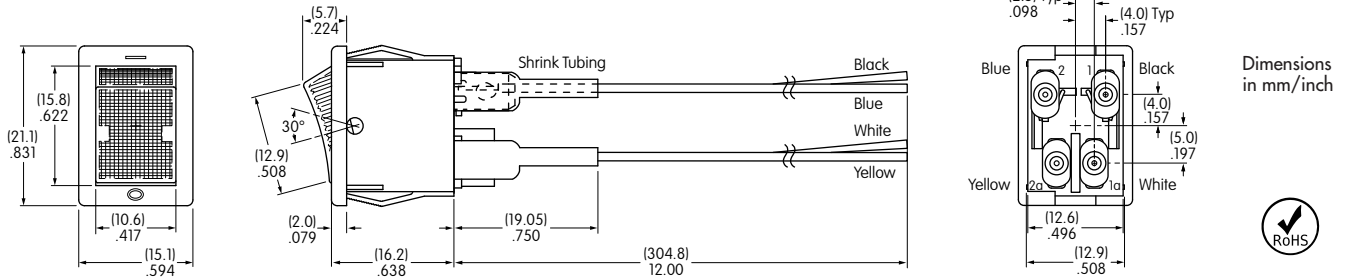 (5.7)
.224
(15.8)
.622
(21.1)
.831
(10.6)
.417
(15.1)
.594
30°
(12.9)
.508
(2.0)
.079
(16.2)
.638
Shrink Tubing
(19.05)
.750
(304.8)
12.00
Black
Blue
White
Yellow
Typ
.098
(4.0) Typ
.157
Blue
2
1
Black
(4.0)
.157
(5.0)
.197
Yellow
2a
1a
White
(12.6)
.496
(12.9)
.508
Dimensions
in mm/inch
RoHS